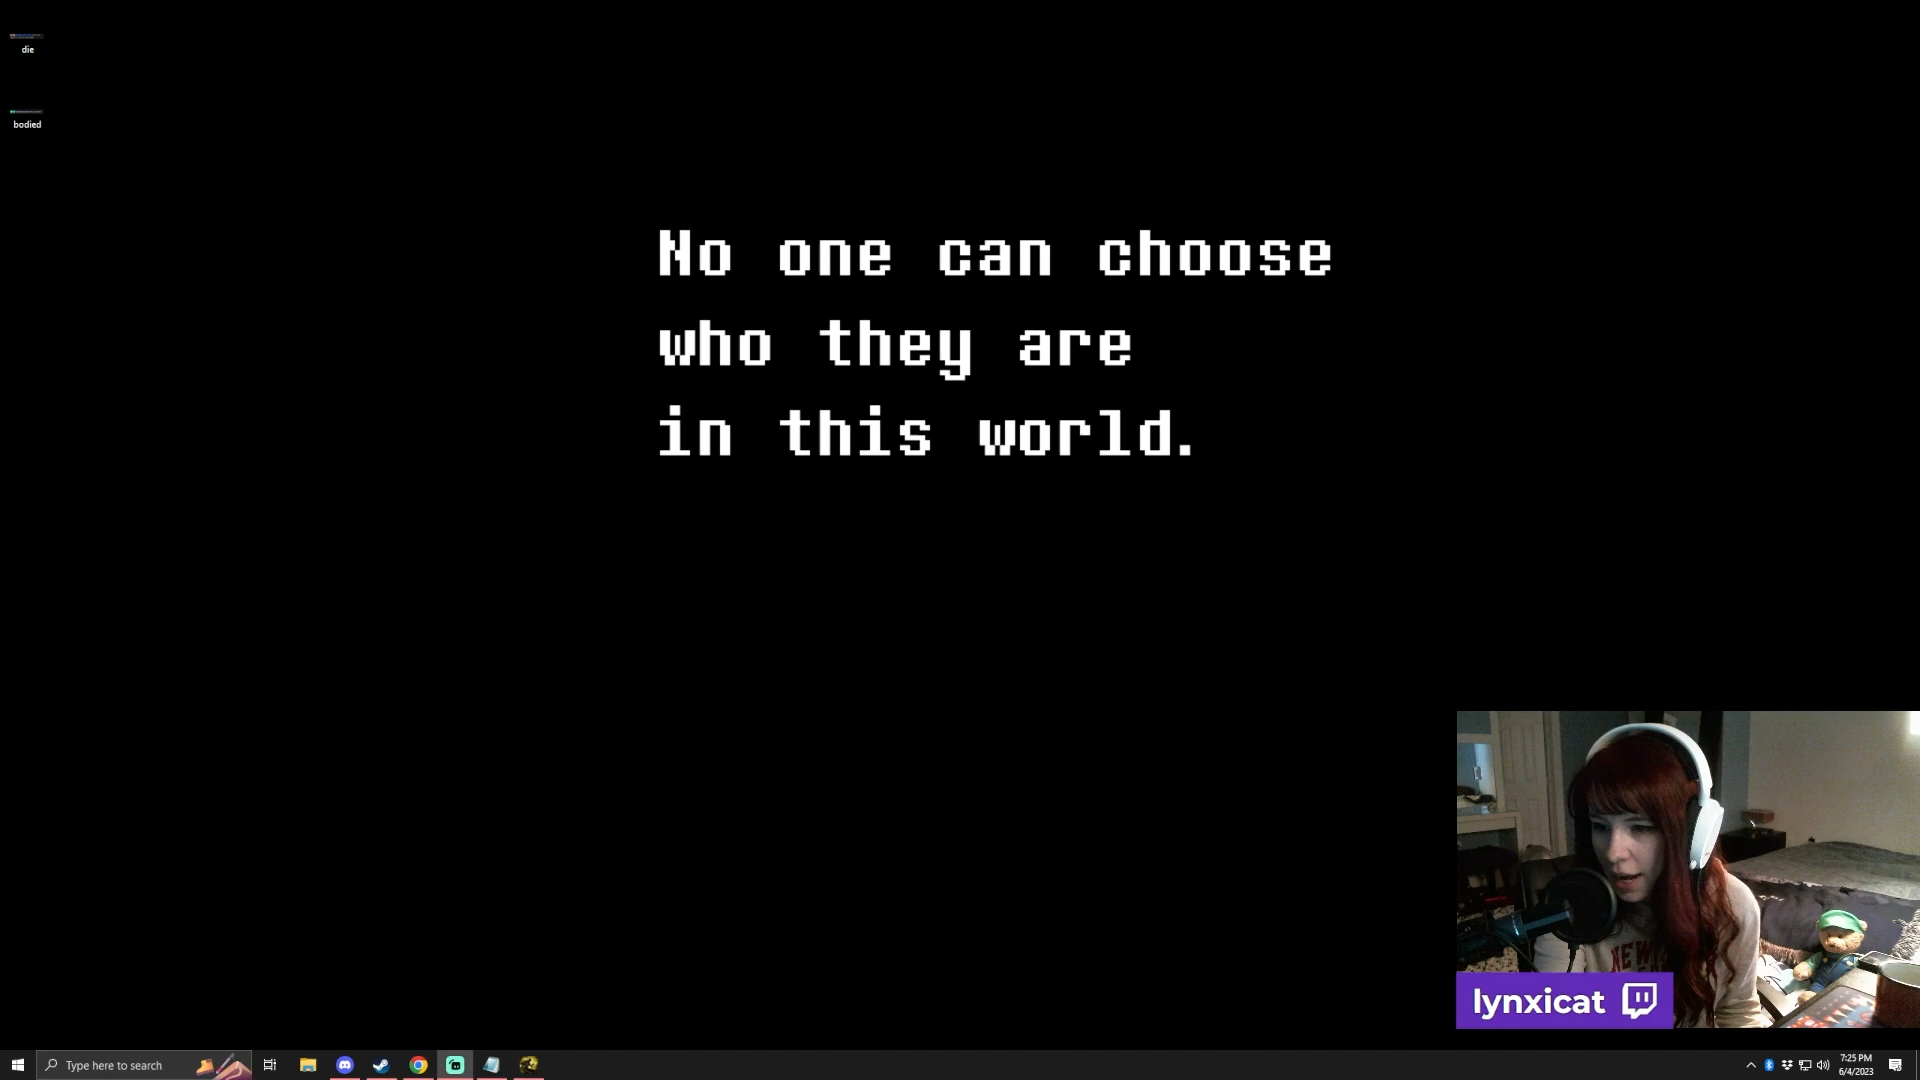 die
bodied
No one can choose
who they are
in this world.
NEW
lynxicat
Type here to search
7:25 PM
6/4/2023